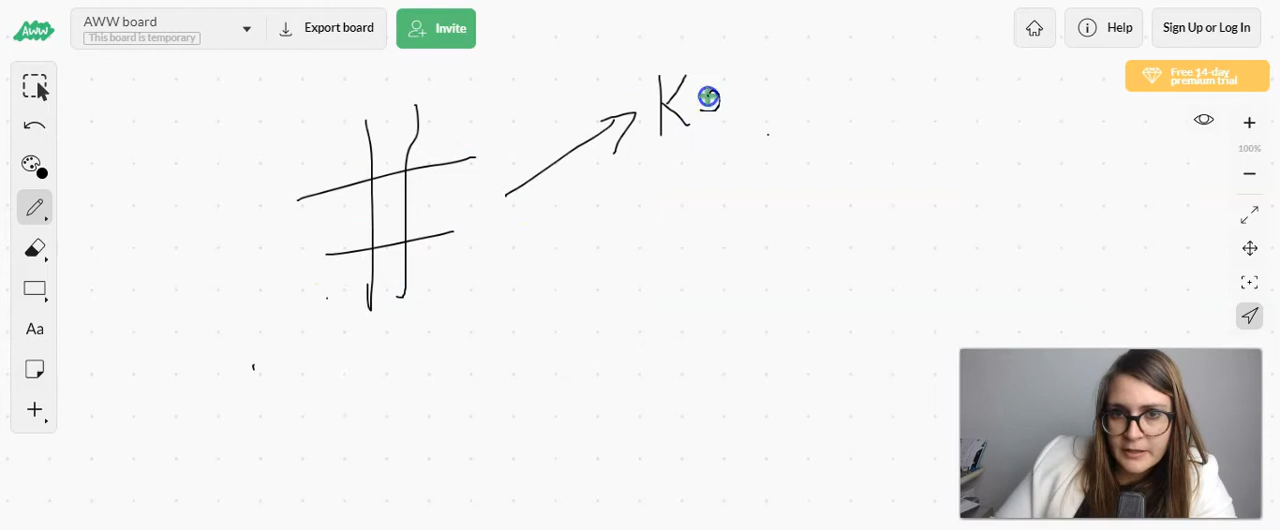 AWW
AWW board
This board is temporary
Export board
Invite
Help
Sign Up or Log In
Free 14-day
premium trial
100%
Aa
#
K